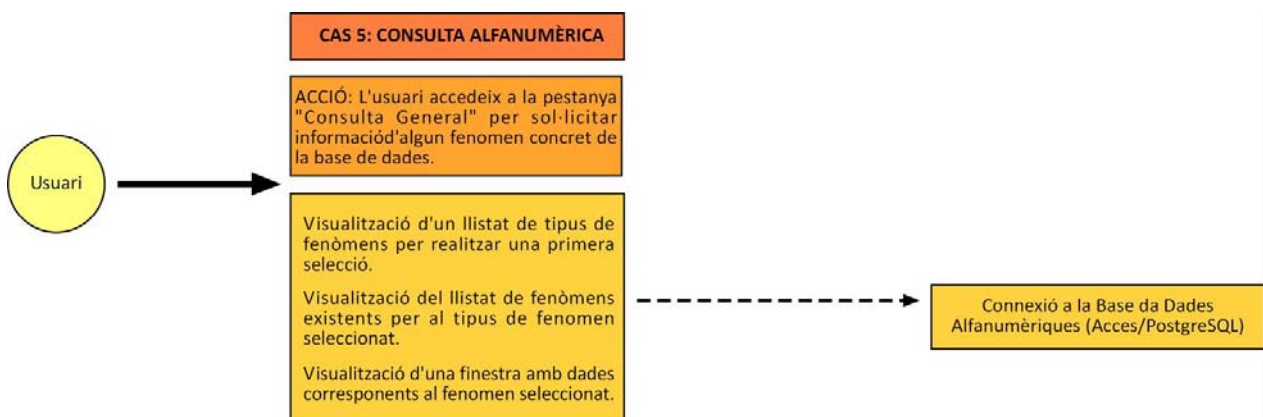 CAS 5: CONSULTA ALFANUMÈRICA
ACCIÓ: L'usuari accedeix a la pestanya
"Consulta General" per sol·licitar
informaciód'algun fenomen concret de
la base de dades.
Usuari
Visualització d'un llistat de tipus de
fenòmens per realitzar una primera
selecció.
Visualització del llistat de fenòmens
existents per al tipus de fenomen
seleccionat.
Visualització d'una finestra amb dades
corresponents al fenomen seleccionat.
Connexió a la Base da Dades
Alfanumèriques (Acces/PostgreSQL)